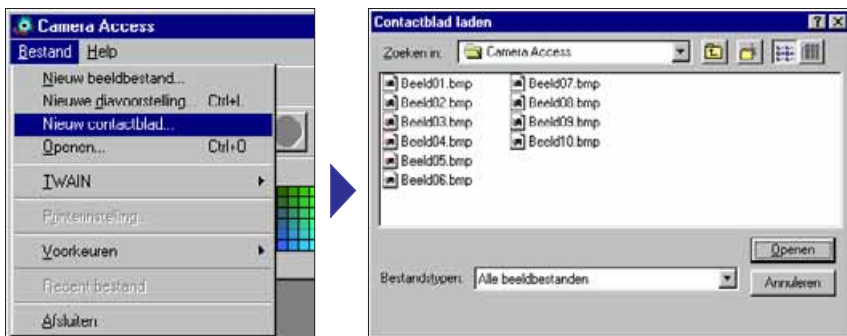 Camera Access
Bestand Help
Nieuw beeldbestand...
Nieuwe diavoorstelling... Ctrl+L
Nieuw contactblad...
Openen... Ctrl+O
TWAIN
Printerinstelling...
Voorkeuren
Recent bestand
Afsluiten
Contactblad laden
Zoeken in: Camera Access
Beeld01.bmp Beeld07.bmp
Beeld02.bmp Beeld08.bmp
Beeld03.bmp Beeld09.bmp
Beeld04.bmp Beeld10.bmp
Beeld05.bmp
Beeld06.bmp
Openen
Bestandstypen: Alle beeldbestanden
Annuleren